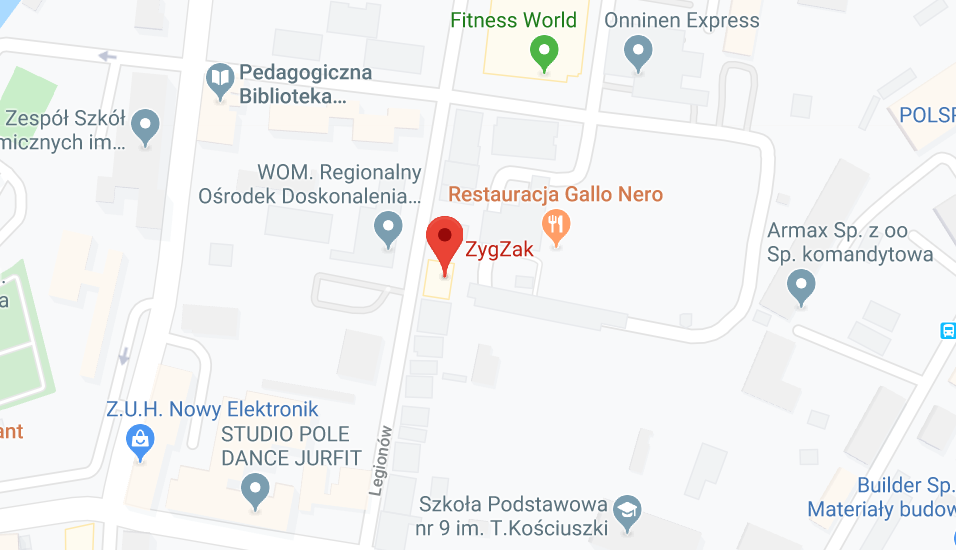 Fitness World
Onninen Express
Pedagogiczna
Biblioteka...
POLSF
Zespół Szkół
micznych im...
WOM. Regionalny
Ośrodek Doskonalenia...
Restauracja Gallo Nero
ZygZak
Armax Sp. z oo
Sp. komandytowa
.
a
Z.U.H. Nowy Elektronik
ant
STUDIO POLE
DANCE JURFIT
Legionów
Szkoła Podstawowa
nr 9 im. T.Kościuszki
Builder Sp.
Materiały budow